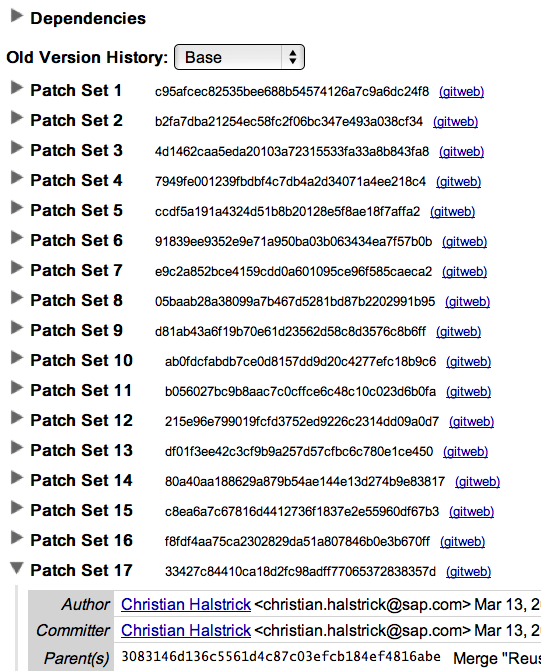 Dependencies
Old Version History: Base
Patch Set 1 c95afcec82535bee688b54574126a7c9a6dc24f8 (gitweb)
Patch Set 2 b2fa7dba21254ec58fc2f06bc347e493a038cf34 (gitweb)
Patch Set 3 4d1462caa5eda20103a72315533fa33a8b843fa8 (gitweb)
Patch Set 4 7949fe001239fbdbf4c7db4a2d34071a4ee218c4 (gitweb)
Patch Set 5 ccdf5a191a4324d51b8b20128e5f8ae18f7affa2 (gitweb)
Patch Set 6 91839ee9352e9e71a950ba03b063434ea7f57b0b (gitweb)
Patch Set 7 e9c2a852bce4159cdd0a601095ce96f585caeca2 (gitweb)
Patch Set 8 05baab28a38099a7b467d5281bd87b2202991b95 (gitweb)
Patch Set 9 d81ab43a6f19b70e61d23562d58c8d3576c8b6ff (gitweb)
Patch Set 10 ab0fdcfabdb7ce0d8157dd9d20c4277efc18b9c6 (gitweb)
Patch Set 11 b056027bc9b8aac7c0cffce6c48c10c023d6b0fa (gitweb)
Patch Set 12 215e96e799019fcfd3752ed9226c2314dd09a0d7 (gitweb)
Patch Set 13 df01f3ee42c3cf9b9a257d57cfbc6c780e1ce450 (gitweb)
Patch Set 14 80a40aa188629a879b54ae144e13d274b9e83817 (gitweb)
Patch Set 15 c8ea6a7c67816d4412736f1837e2e55960df67b3 (gitweb)
Patch Set 16 f8fdf4aa75ca2302829da51a807846b0e3b670ff (gitweb)
Patch Set 17 33427c84410ca18d2fc98adff77065372838357d (gitweb)
Author Christian Halstrick <christian.halstrick@sap.com> Mar 13, 2
Committer Christian Halstrick <christian.halstrick@sap.com> Mar 13, 2
Parent(s) 3083146d136c5561d4c87c03efcb184ef4816abe Merge "Reus